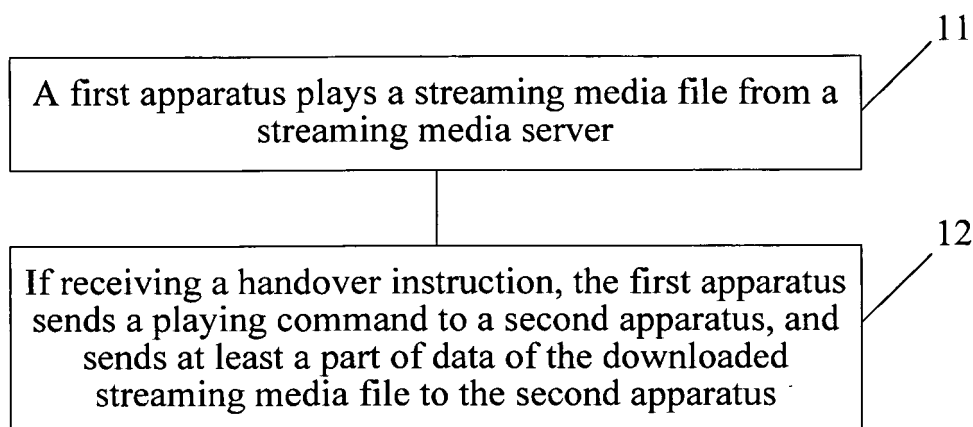 11
A first apparatus plays a streaming media file from a
streaming media server
12
If receiving a handover instruction, the first apparatus
sends a playing command to a second apparatus, and
sends at least a part of data of the downloaded
streaming media file to the second apparatus